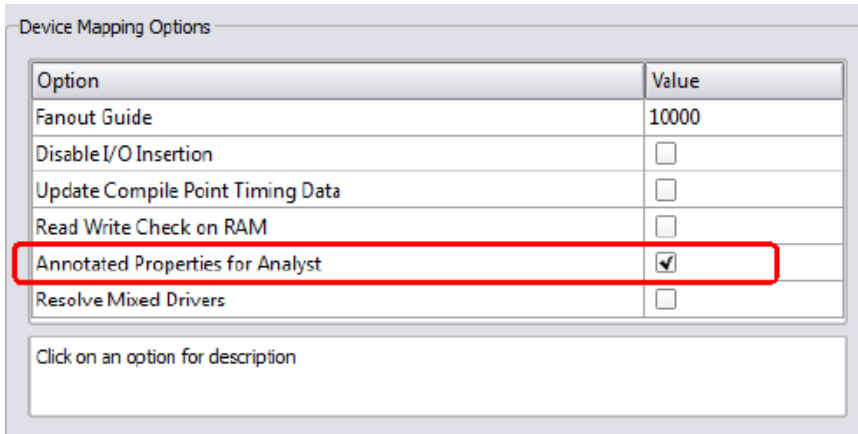 Device Mapping Options
Option Value
Fanout Guide 10000
Disable I/O Insertion
Update Compile Point Timing Data
Read Write Check on RAM
Annotated Properties for Analyst
Resolve Mixed Drivers
Click on an option for description